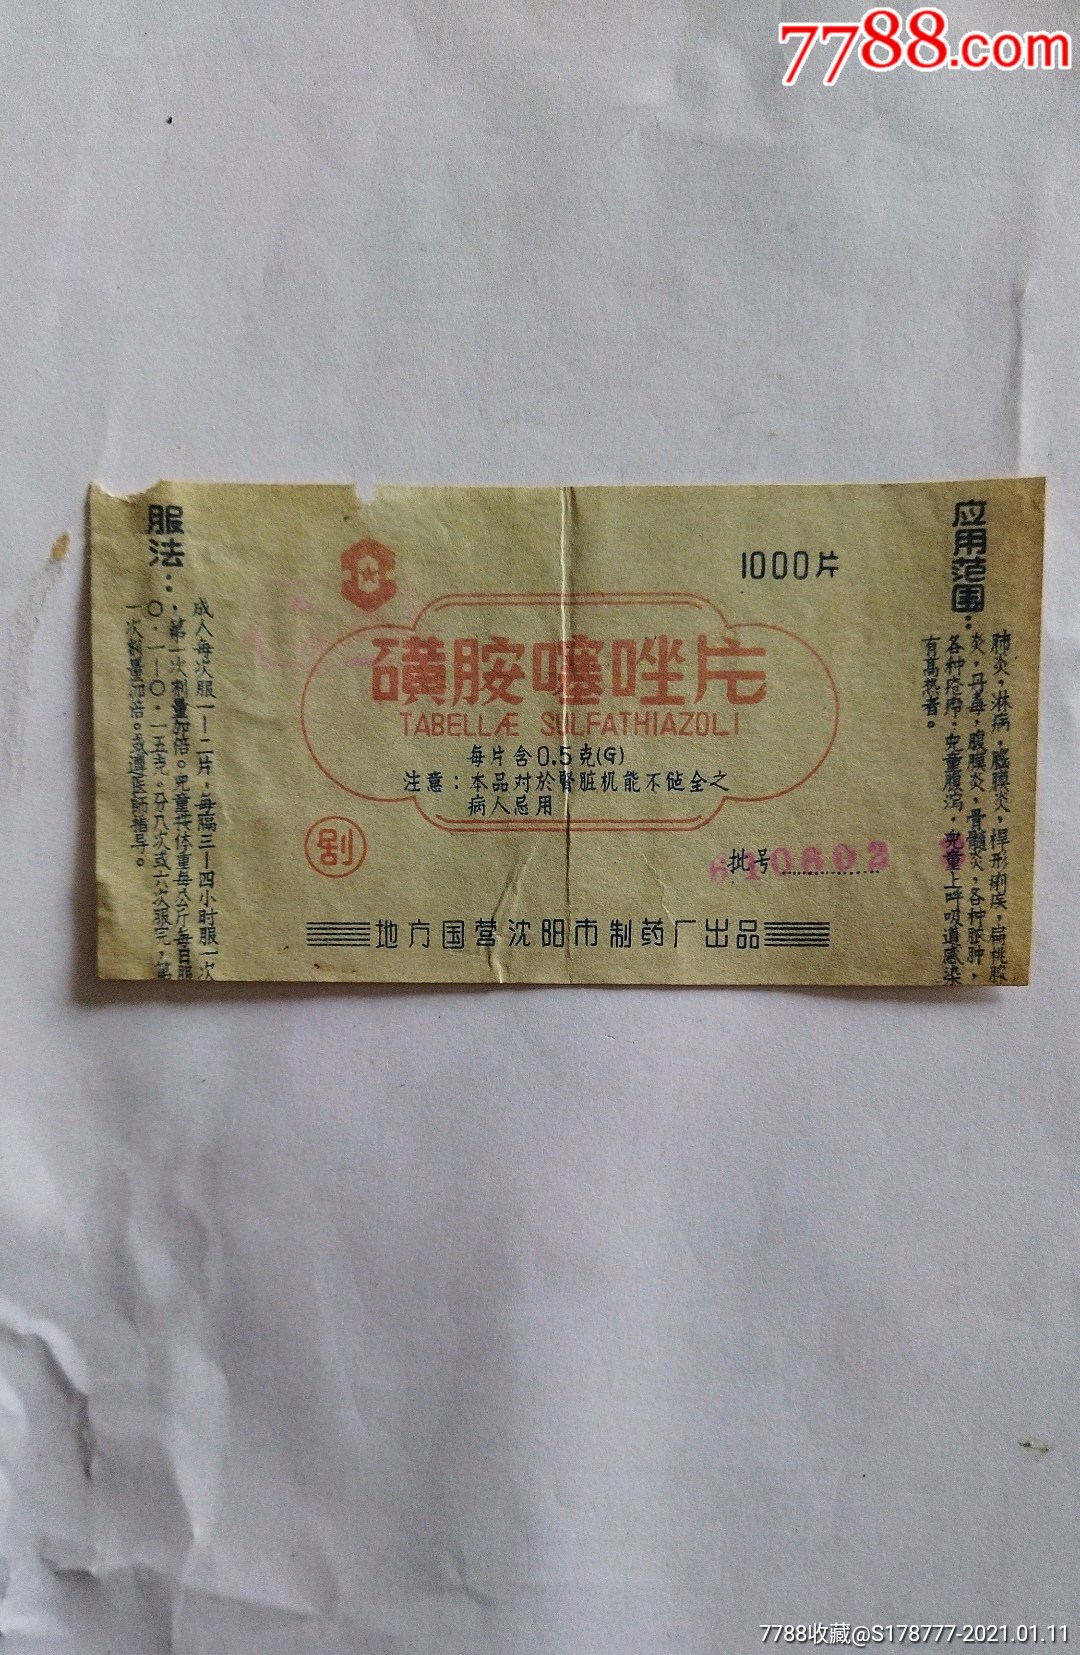 7788.com
1000片
磺胺噻唑片
TABELLÆ SULFATHIAZOLI
每片含0.5克(G)
注意：本品对於肾脏机能不健全之
病人忌用
剧
批号
640602
地方国营沈阳市制药厂出品
应用范围：
肺炎，淋病，脑膜炎，桿形痢疾，扁桃腺
炎，丹毒，腹膜炎，骨髓炎，各种脓肿，
各种疮疖，兒童腹泻，兒童上呼吸道感染
有高热者。
服法：
成人每次服一—二片，每隔三—四小时服一次
，第一次剂量加倍。兒童按体重每公斤每日服
〇·一—〇·一五克。分八次或六次服完，第
一次剂量加倍。或遵医師指导。
7788收藏@S178777-2021.01.11